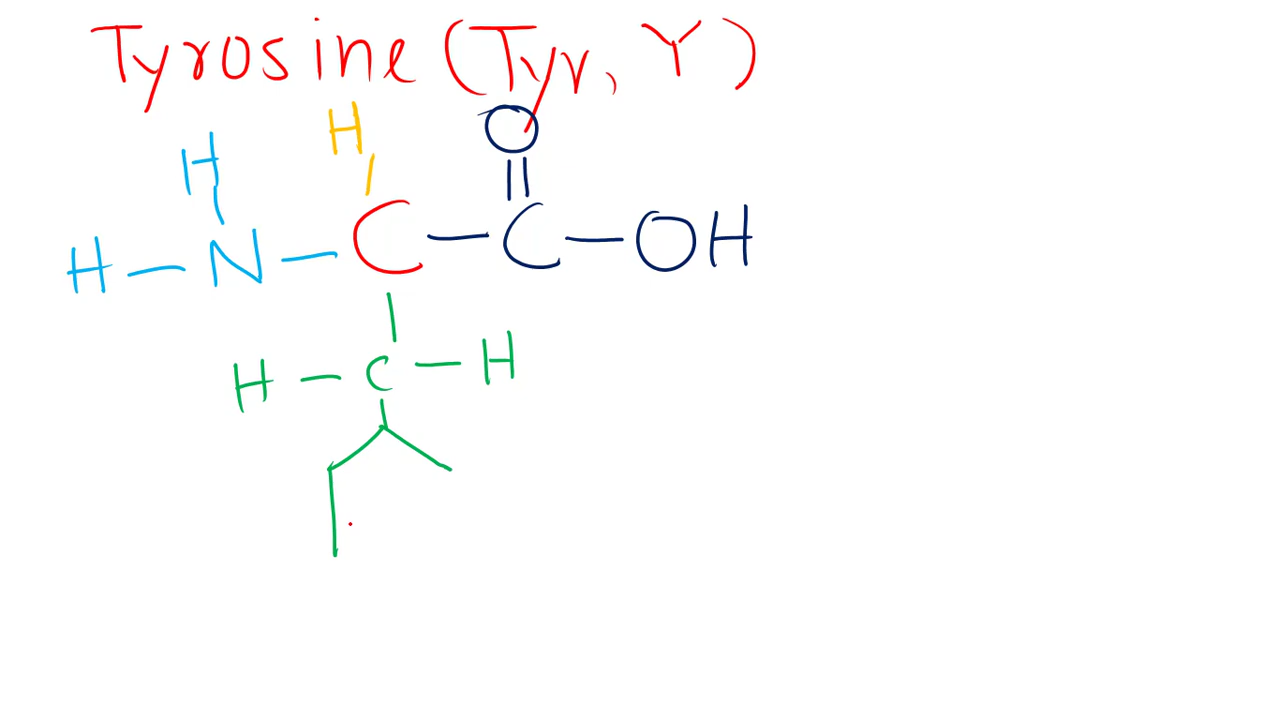 Tyrosine (Tyr, Y)
H
O
H
H - N - C - C - OH
H - C - H